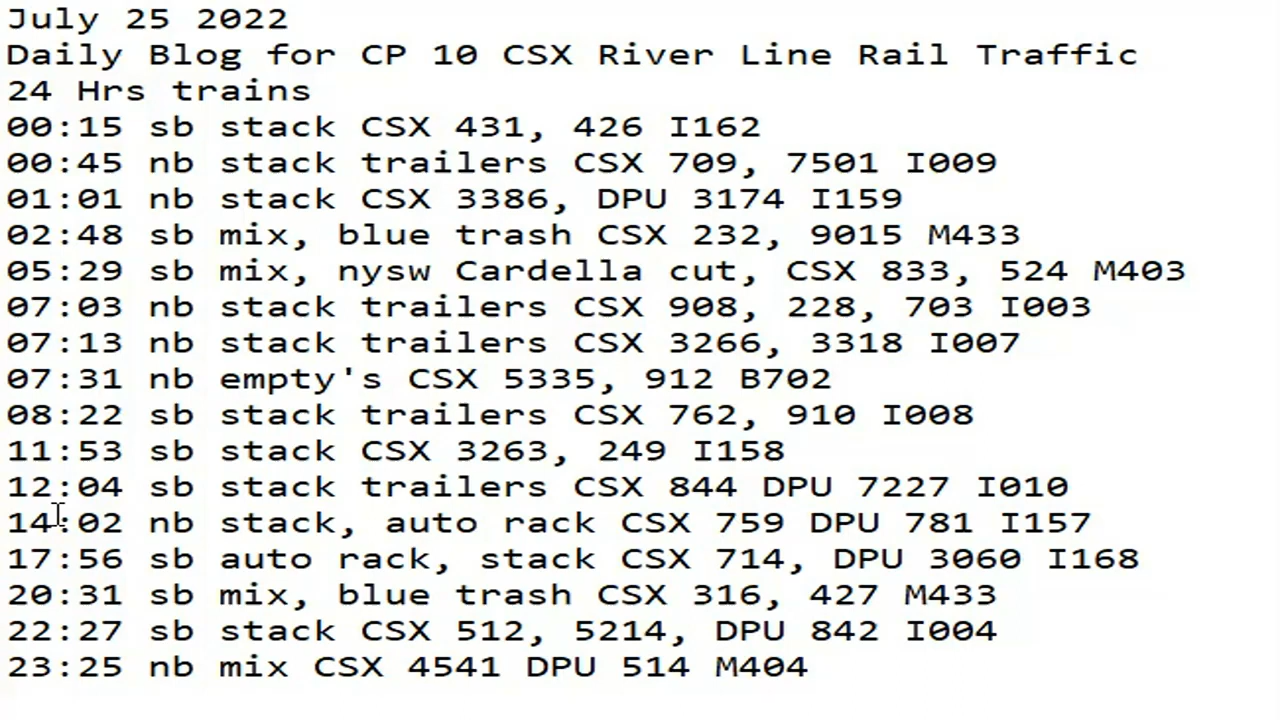 July 25 2022
Daily Blog for CP 10 CSX River Line Rail Traffic
24 Hrs trains
00:15 sb stack CSX 431, 426 I162
00:45 nb stack trailers CSX 709, 7501 I009
01:01 nb stack CSX 3386, DPU 3174 I159
02:48 sb mix, blue trash CSX 232, 9015 M433
05:29 sb mix, nysw Cardella cut, CSX 833, 524 M403
07:03 nb stack trailers CSX 908, 228, 703 I003
07:13 nb stack trailers CSX 3266, 3318 I007
07:31 nb empty's CSX 5335, 912 B702
08:22 sb stack trailers CSX 762, 910 I008
11:53 sb stack CSX 3263, 249 I158
12:04 sb stack trailers CSX 844 DPU 7227 I010
14:02 nb stack, auto rack CSX 759 DPU 781 I157
17:56 sb auto rack, stack CSX 714, DPU 3060 I168
20:31 sb mix, blue trash CSX 316, 427 M433
22:27 sb stack CSX 512, 5214, DPU 842 I004
23:25 nb mix CSX 4541 DPU 514 M404